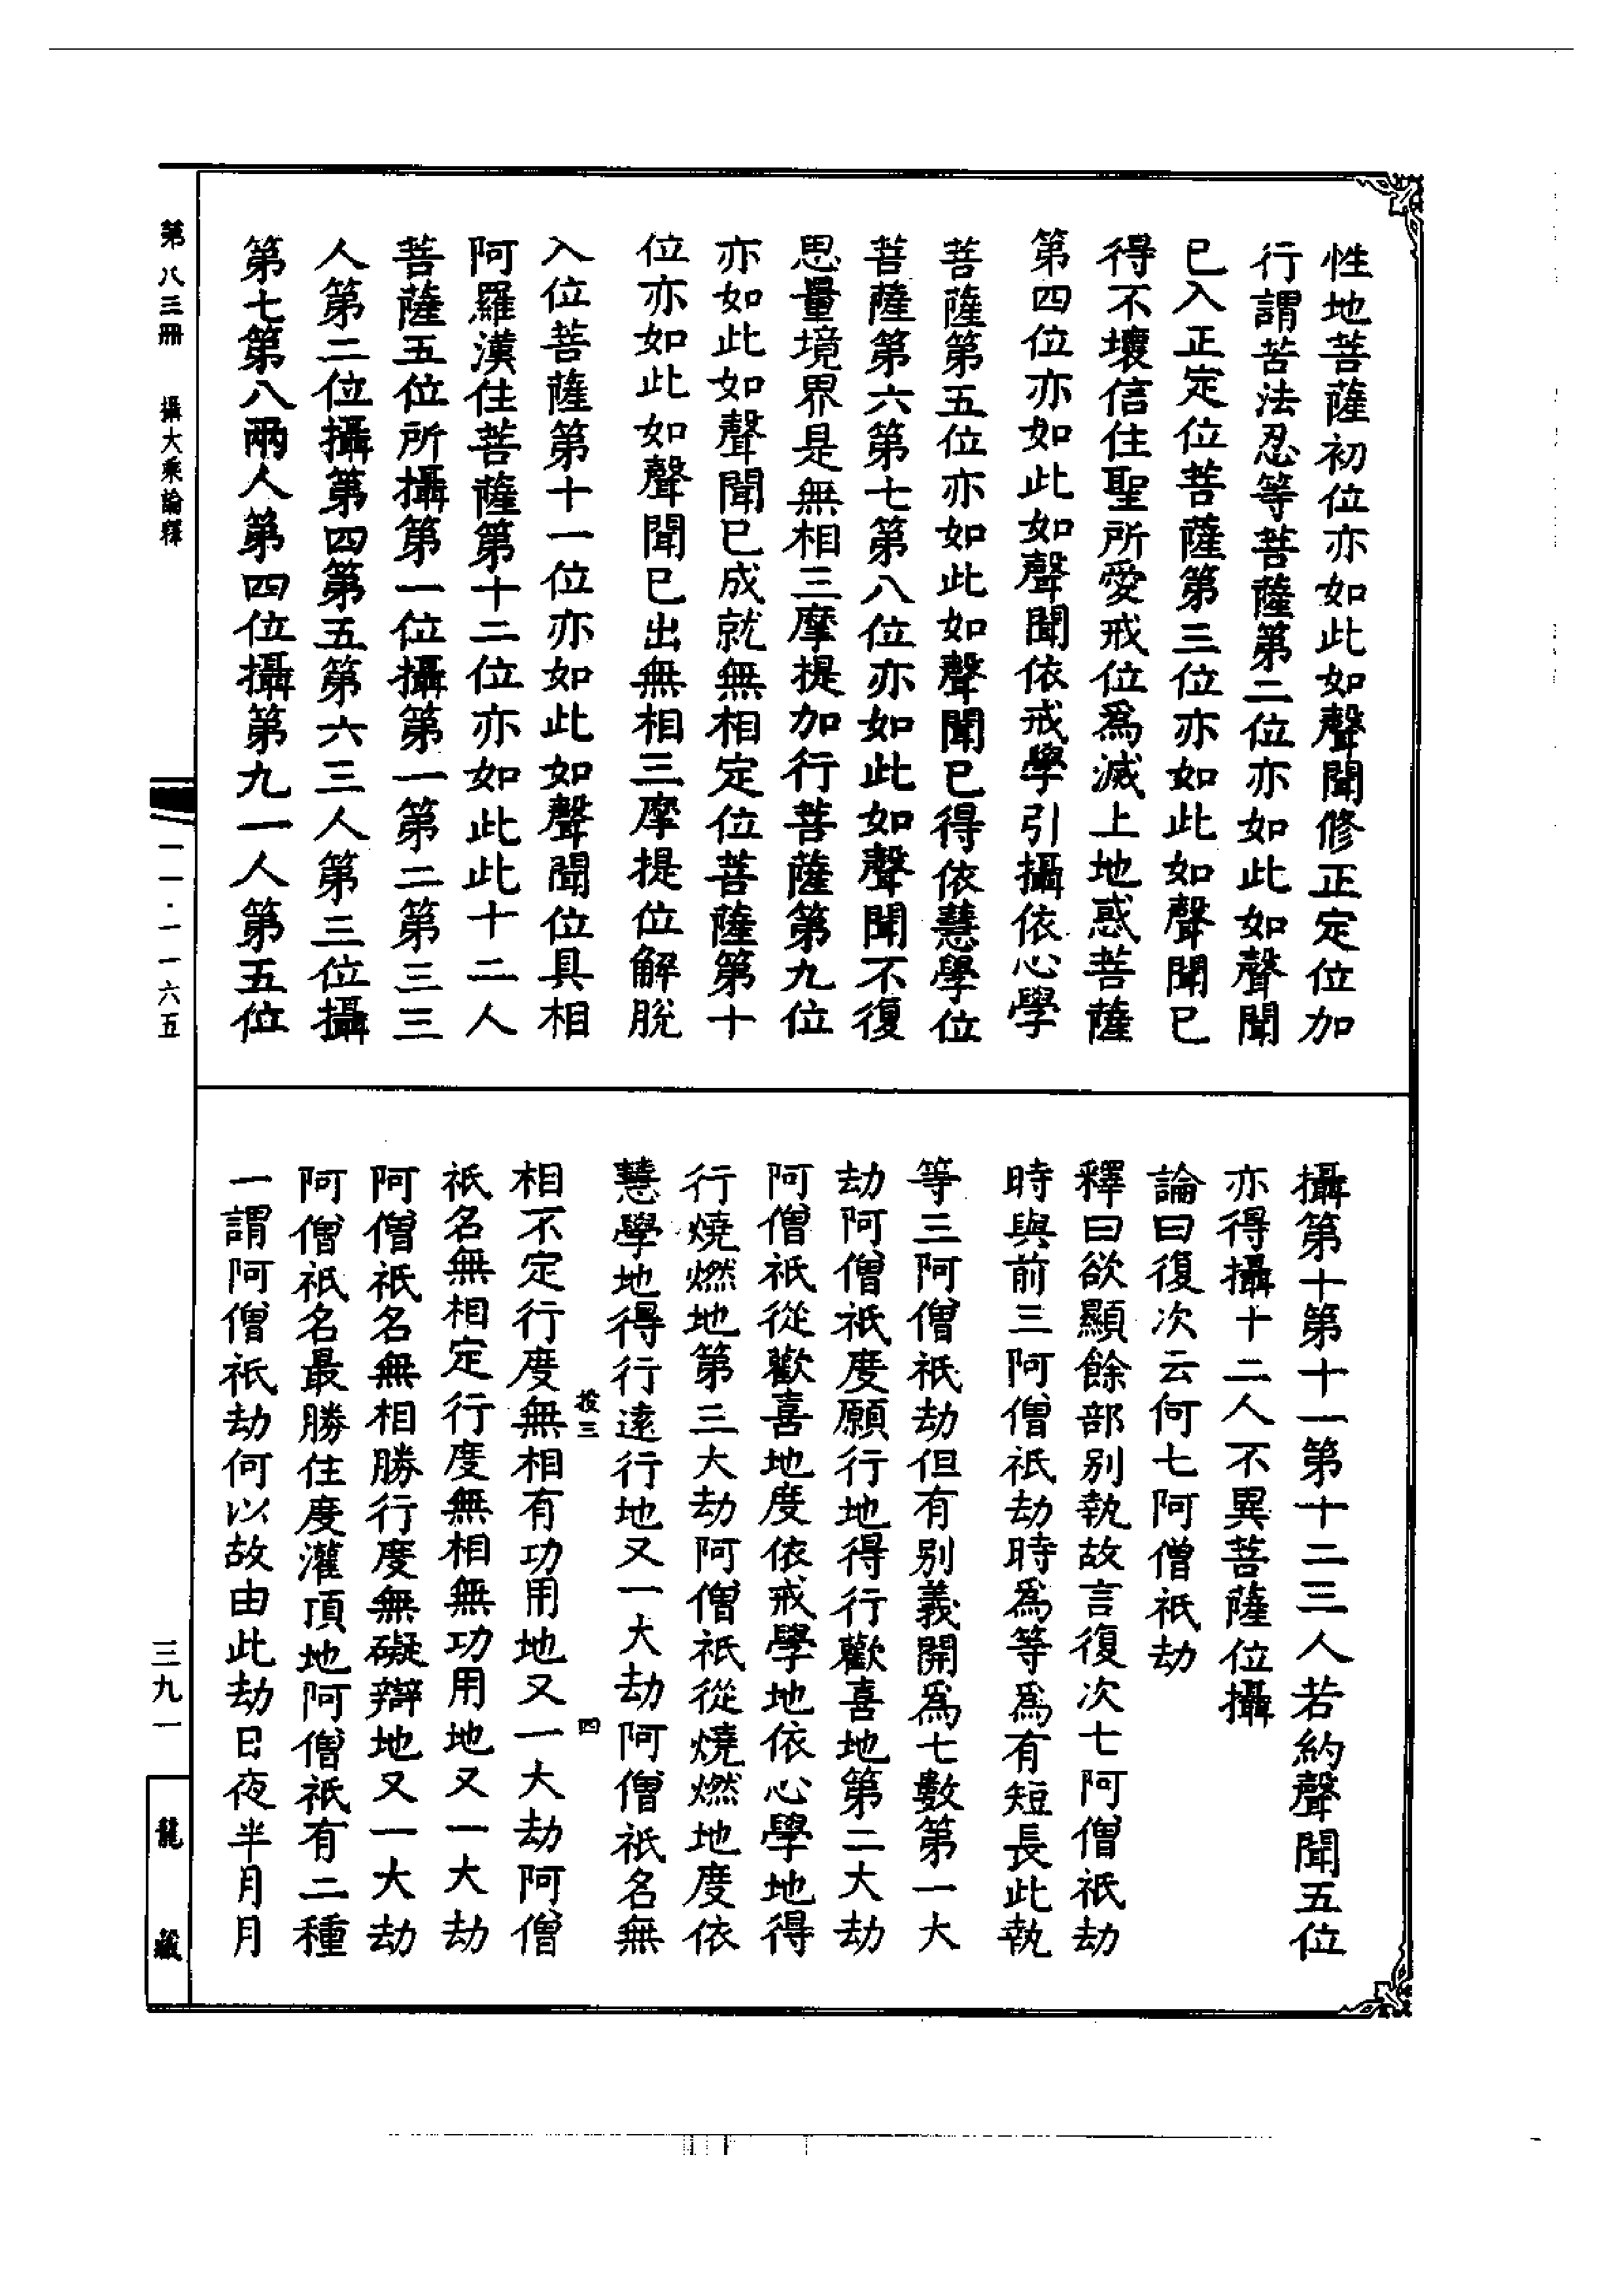 性地菩薩初位亦如此如聲聞修正定位加
行謂苦法忍等菩薩第二位亦如此如聲聞
已入正定位菩薩第三位亦如此如聲聞已
得不壞信住聖所愛戒位爲滅上地惑菩薩
第四位亦如此如聲聞依戒學引攝依心學
菩薩第五位亦如此如聲聞已得依慧學位
菩薩第六第七第八位亦如此如聲聞不復
思量境界是無相三摩提加行菩薩第九位
亦如此如聲聞已成就無相定位菩薩第十
位亦如此如聲聞已出無相三摩提位解脫
入位菩薩第十一位亦如此如聲聞位具相
阿羅漢住菩薩第十二位亦如此此十二人
菩薩五位所攝第一位攝第一第二第三三
人第二位攝第四第五第六三人第三位攝
第七第八兩人第四位攝第九一人第五位
攝第十第十一第十二三人若約聲聞五位
亦得攝十二人不異菩薩位攝
論曰復次云何七阿僧祇劫
釋曰欲顯餘部別執故言復次七阿僧祇劫
時與前三阿僧祇劫時爲等爲有短長此執
等三阿僧祇劫但有別義開爲七數第一大
劫阿僧祇度願行地得行歡喜地第二大劫
阿僧祇從歡喜地度依戒學地依心學地得
行燒燃地第三大劫阿僧祇從燒燃地度依
慧學地得行遠行地又一大劫阿僧祇名無
投三 四
相不定行度無相有功用地又一大劫阿僧
祇名無相定行度無相無功用地又一大劫
阿僧祇名無相勝行度無礙辯地又一大劫
阿僧祇名最勝住度灌頂地阿僧祇有二種
一謂阿僧祇劫何以故由此劫日夜半月月
第八三冊 攝大乘論釋
一一·一一六五
三九一
龍藏